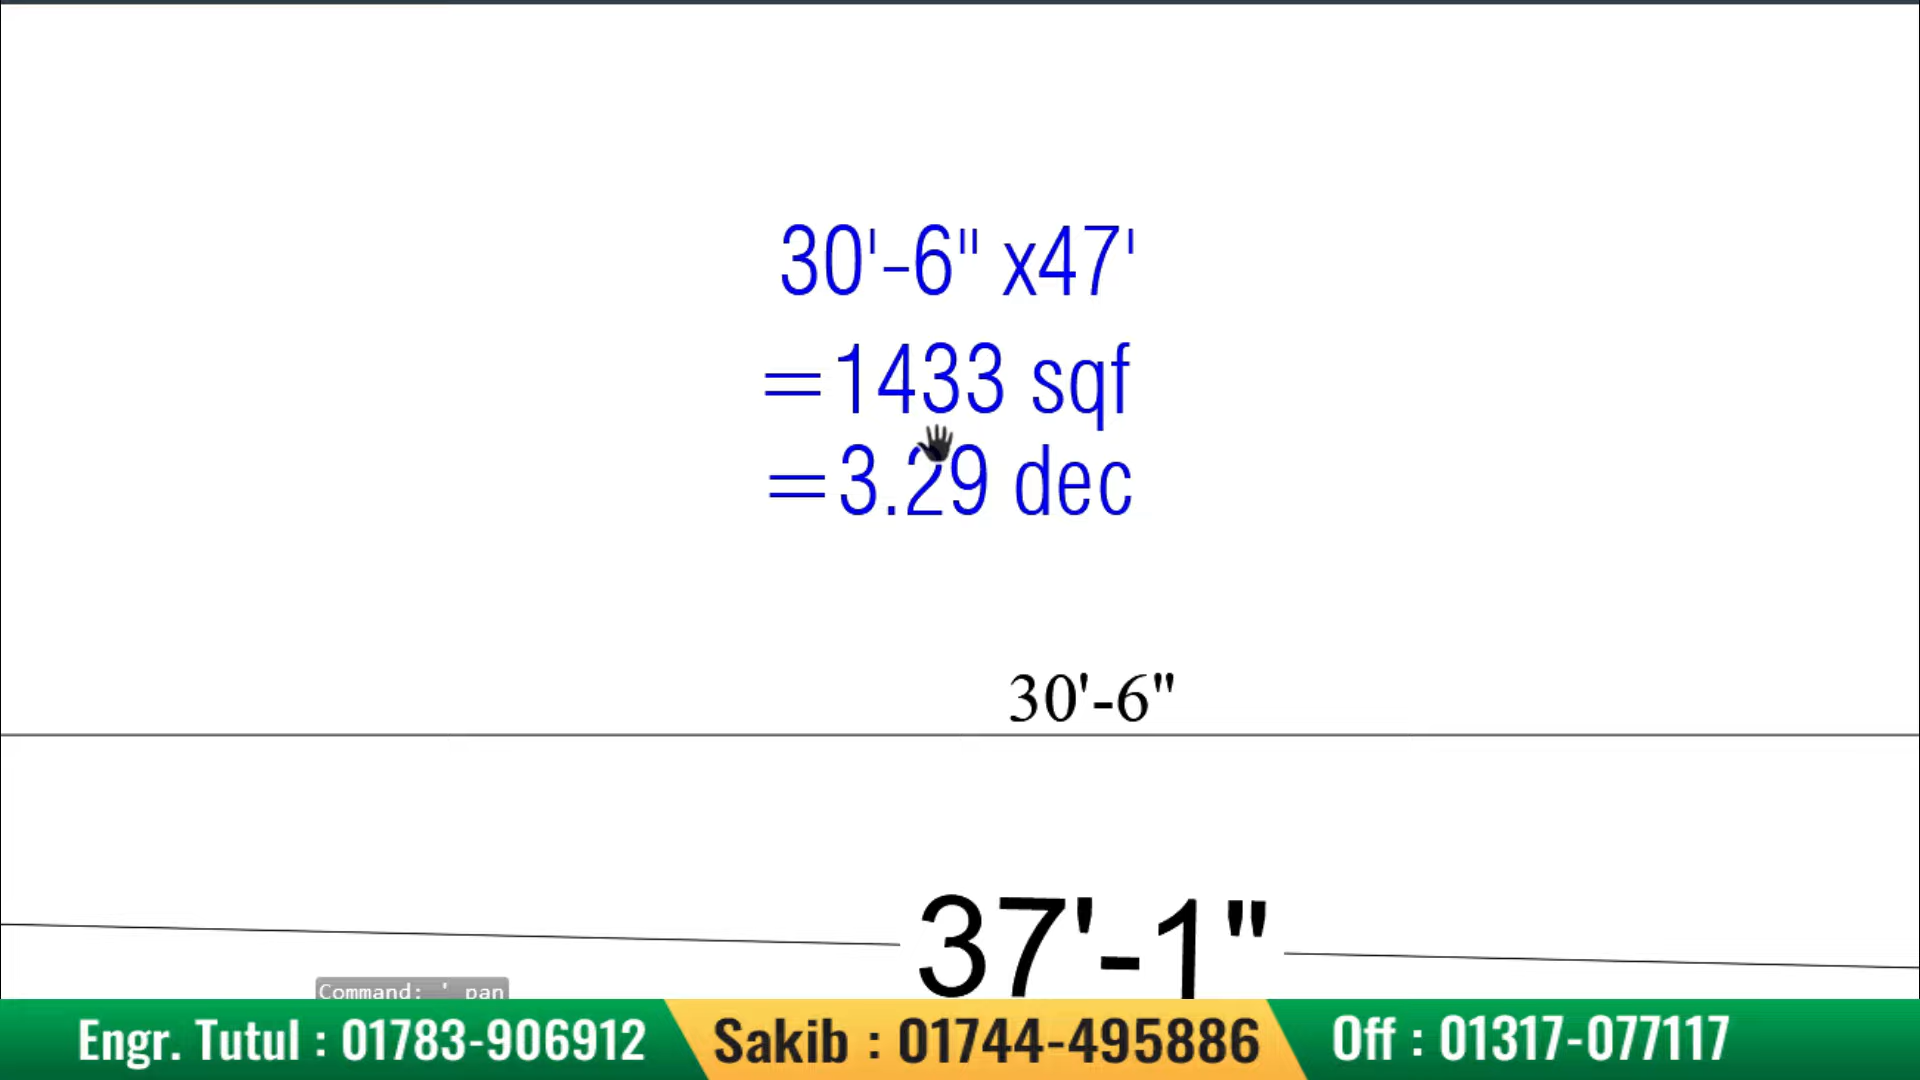 30'-6" x47'
=1433 sqf
=3.29 dec
30'-6"
37'-1"
Command: '_pan
Engr. Tutul : 01783-906912 Sakib : 01744-495886 Off : 01317-077117